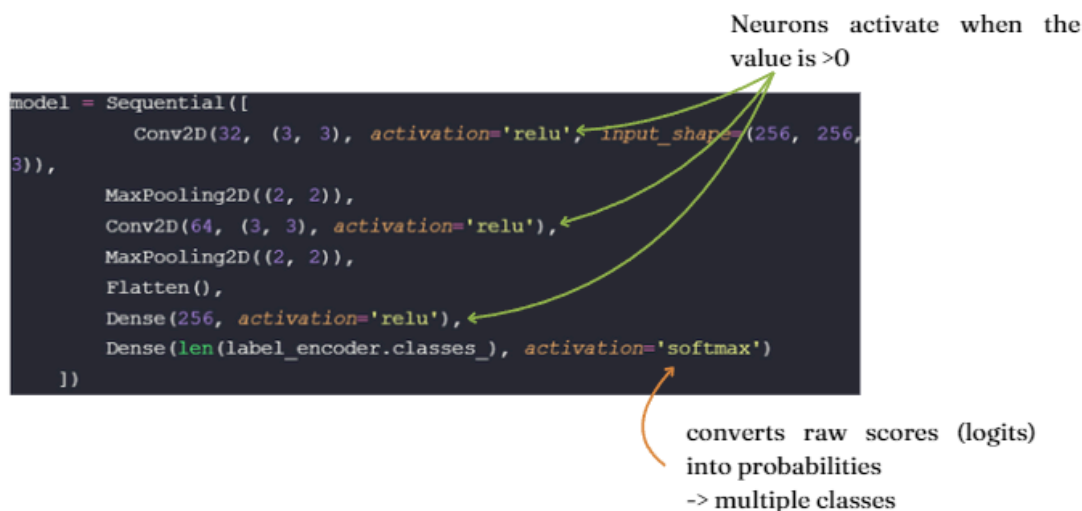 Neurons activate when the
value is >0
model = Sequential([
Conv2D(32, (3, 3), activation='relu', input_shape=(256, 256,
3)),
MaxPooling2D((2, 2)),
Conv2D(64, (3, 3), activation='relu'),
MaxPooling2D((2, 2)),
Flatten(),
Dense(256, activation='relu'),
Dense(len(label_encoder.classes_), activation='softmax')
])
converts raw scores (logits)
into probabilities
-> multiple classes